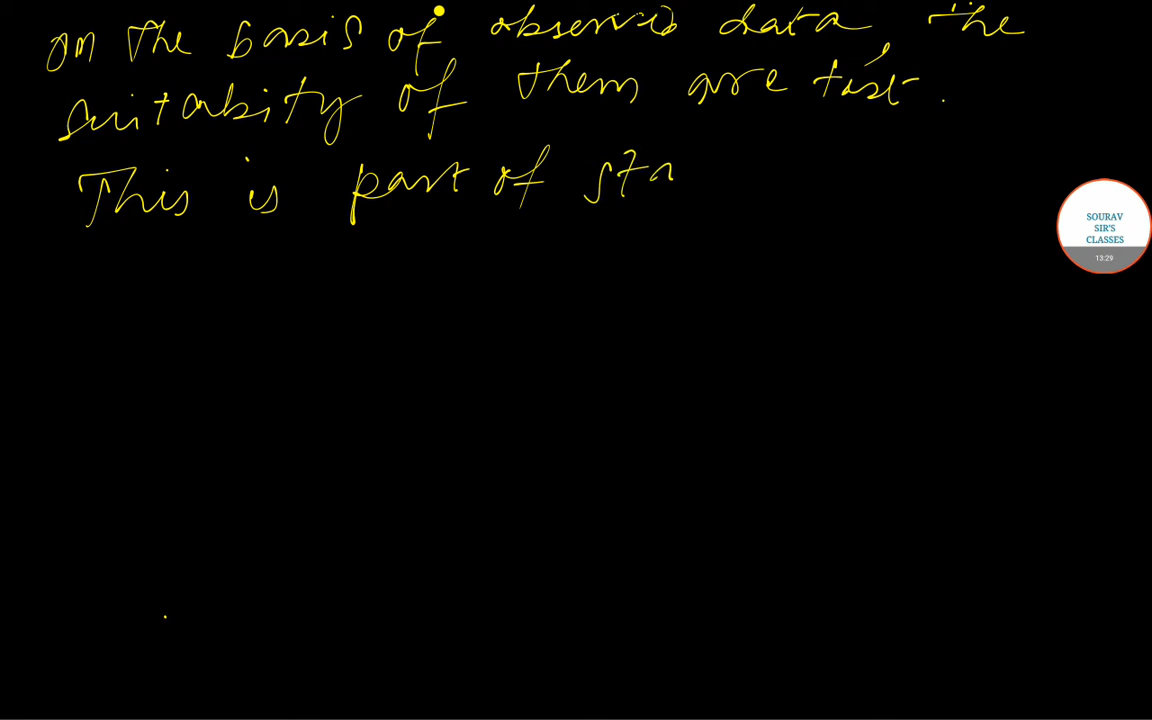 on the basis of observed data, the
suitabity of them are test.
This is part of sta
SOURAV
SIR'S
CLASSES
13:29